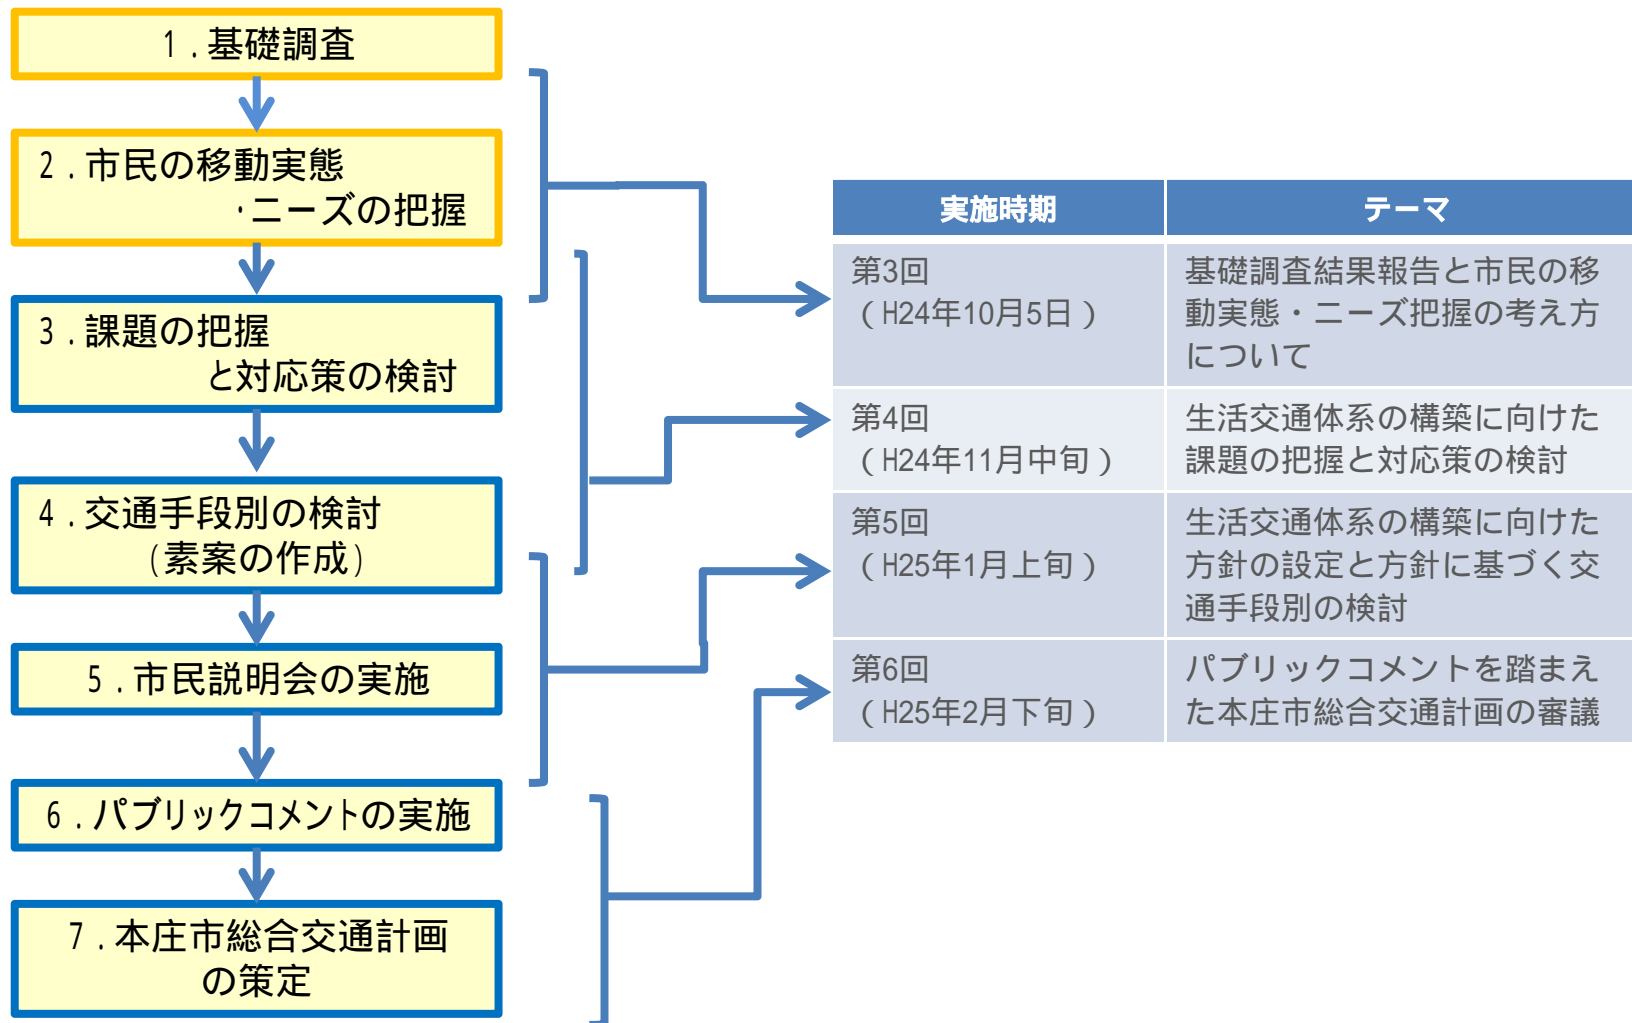 1．基礎調査
2．市民の移動実態
・ニーズの把握
3．課題の把握
と対応策の検討
4．交通手段別の検討
(素案の作成)
5．市民説明会の実施
6．パブリックコメントの実施
7．本庄市総合交通計画
の策定
実施時期
テーマ
第3回
（H24年10月5日）
基礎調査結果報告と市民の移
動実態・ニーズ把握の考え方
について
第4回
（H24年11月中旬）
生活交通体系の構築に向けた
課題の把握と対応策の検討
第5回
（H25年1月上旬）
生活交通体系の構築に向けた
方針の設定と方針に基づく交
通手段別の検討
第6回
（H25年2月下旬）
パブリックコメントを踏まえ
た本庄市総合交通計画の審議